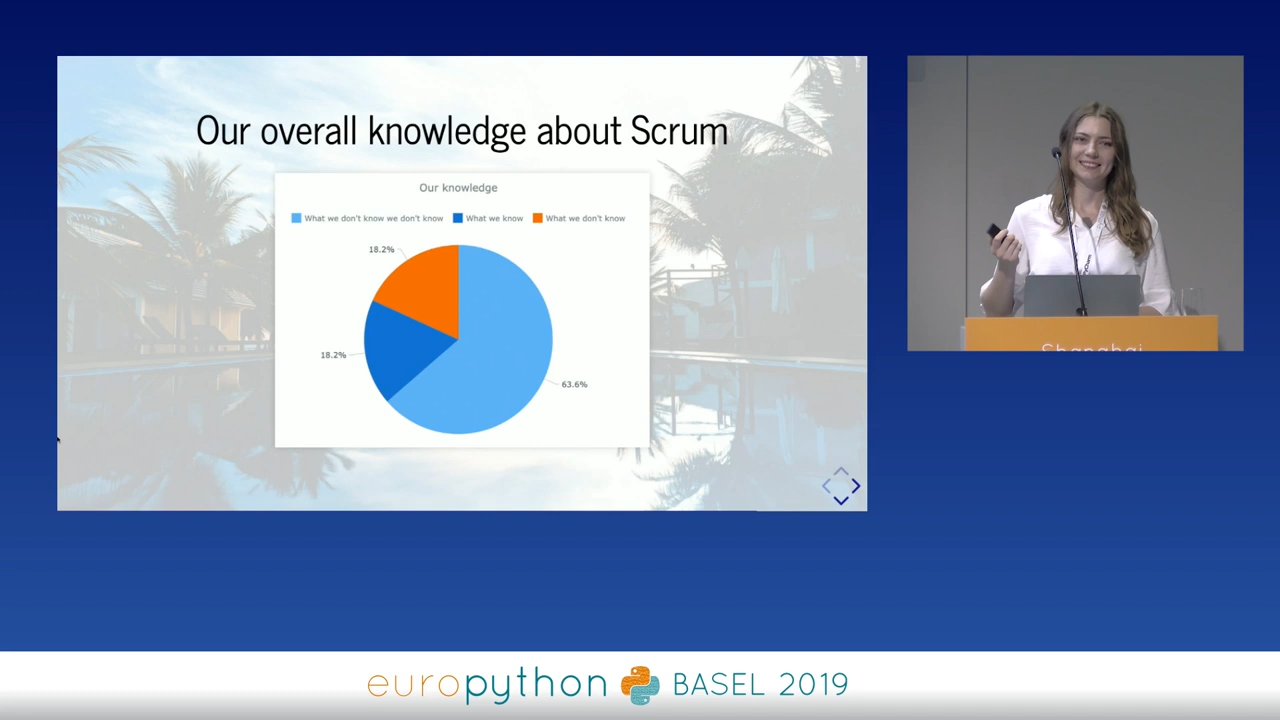 Our overall knowledge about Scrum
Our knowledge
What we don't know we don't know What we know What we don't know
18.2%
18.2%
63.6%
Shanghai
europython BASEL 2019